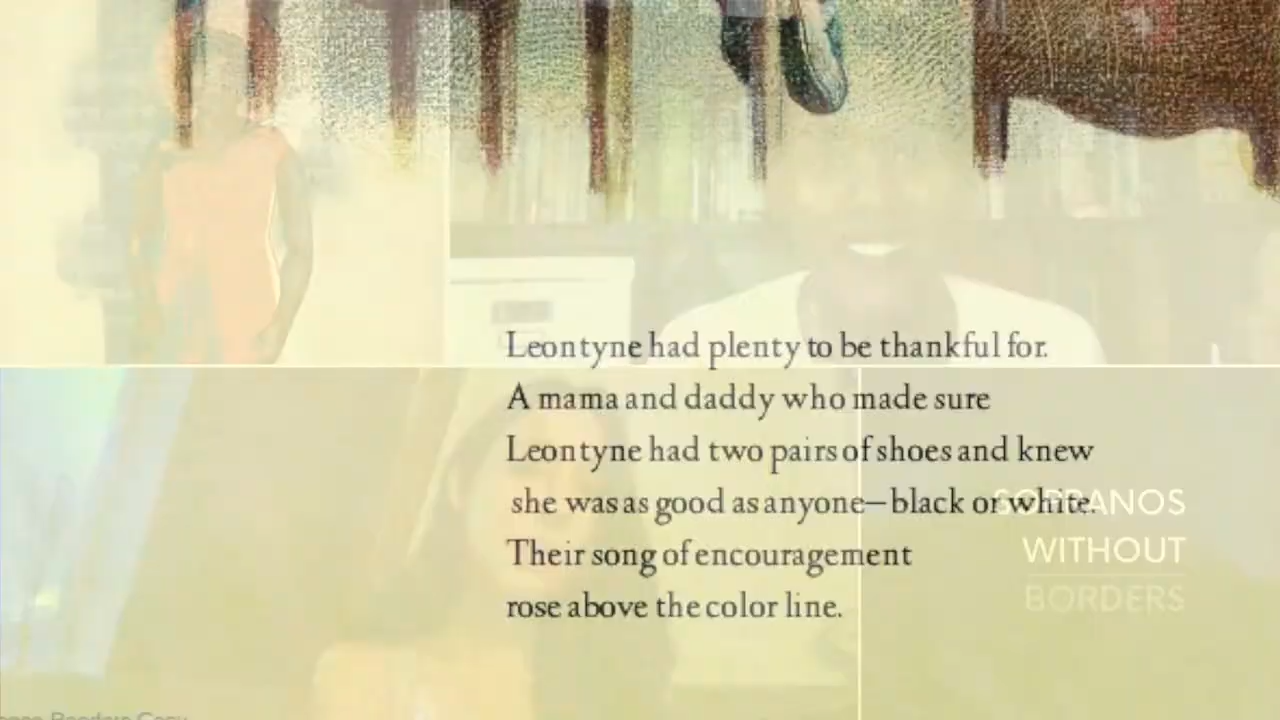 Leontyne had plenty to be thankful for.
A mama and daddy who made sure
Leontyne had two pairs of shoes and knew
she was as good as anyone—black or white.
Their song of encouragement
rose above the color line.
SOPRANOS
WITHOUT
BORDERS